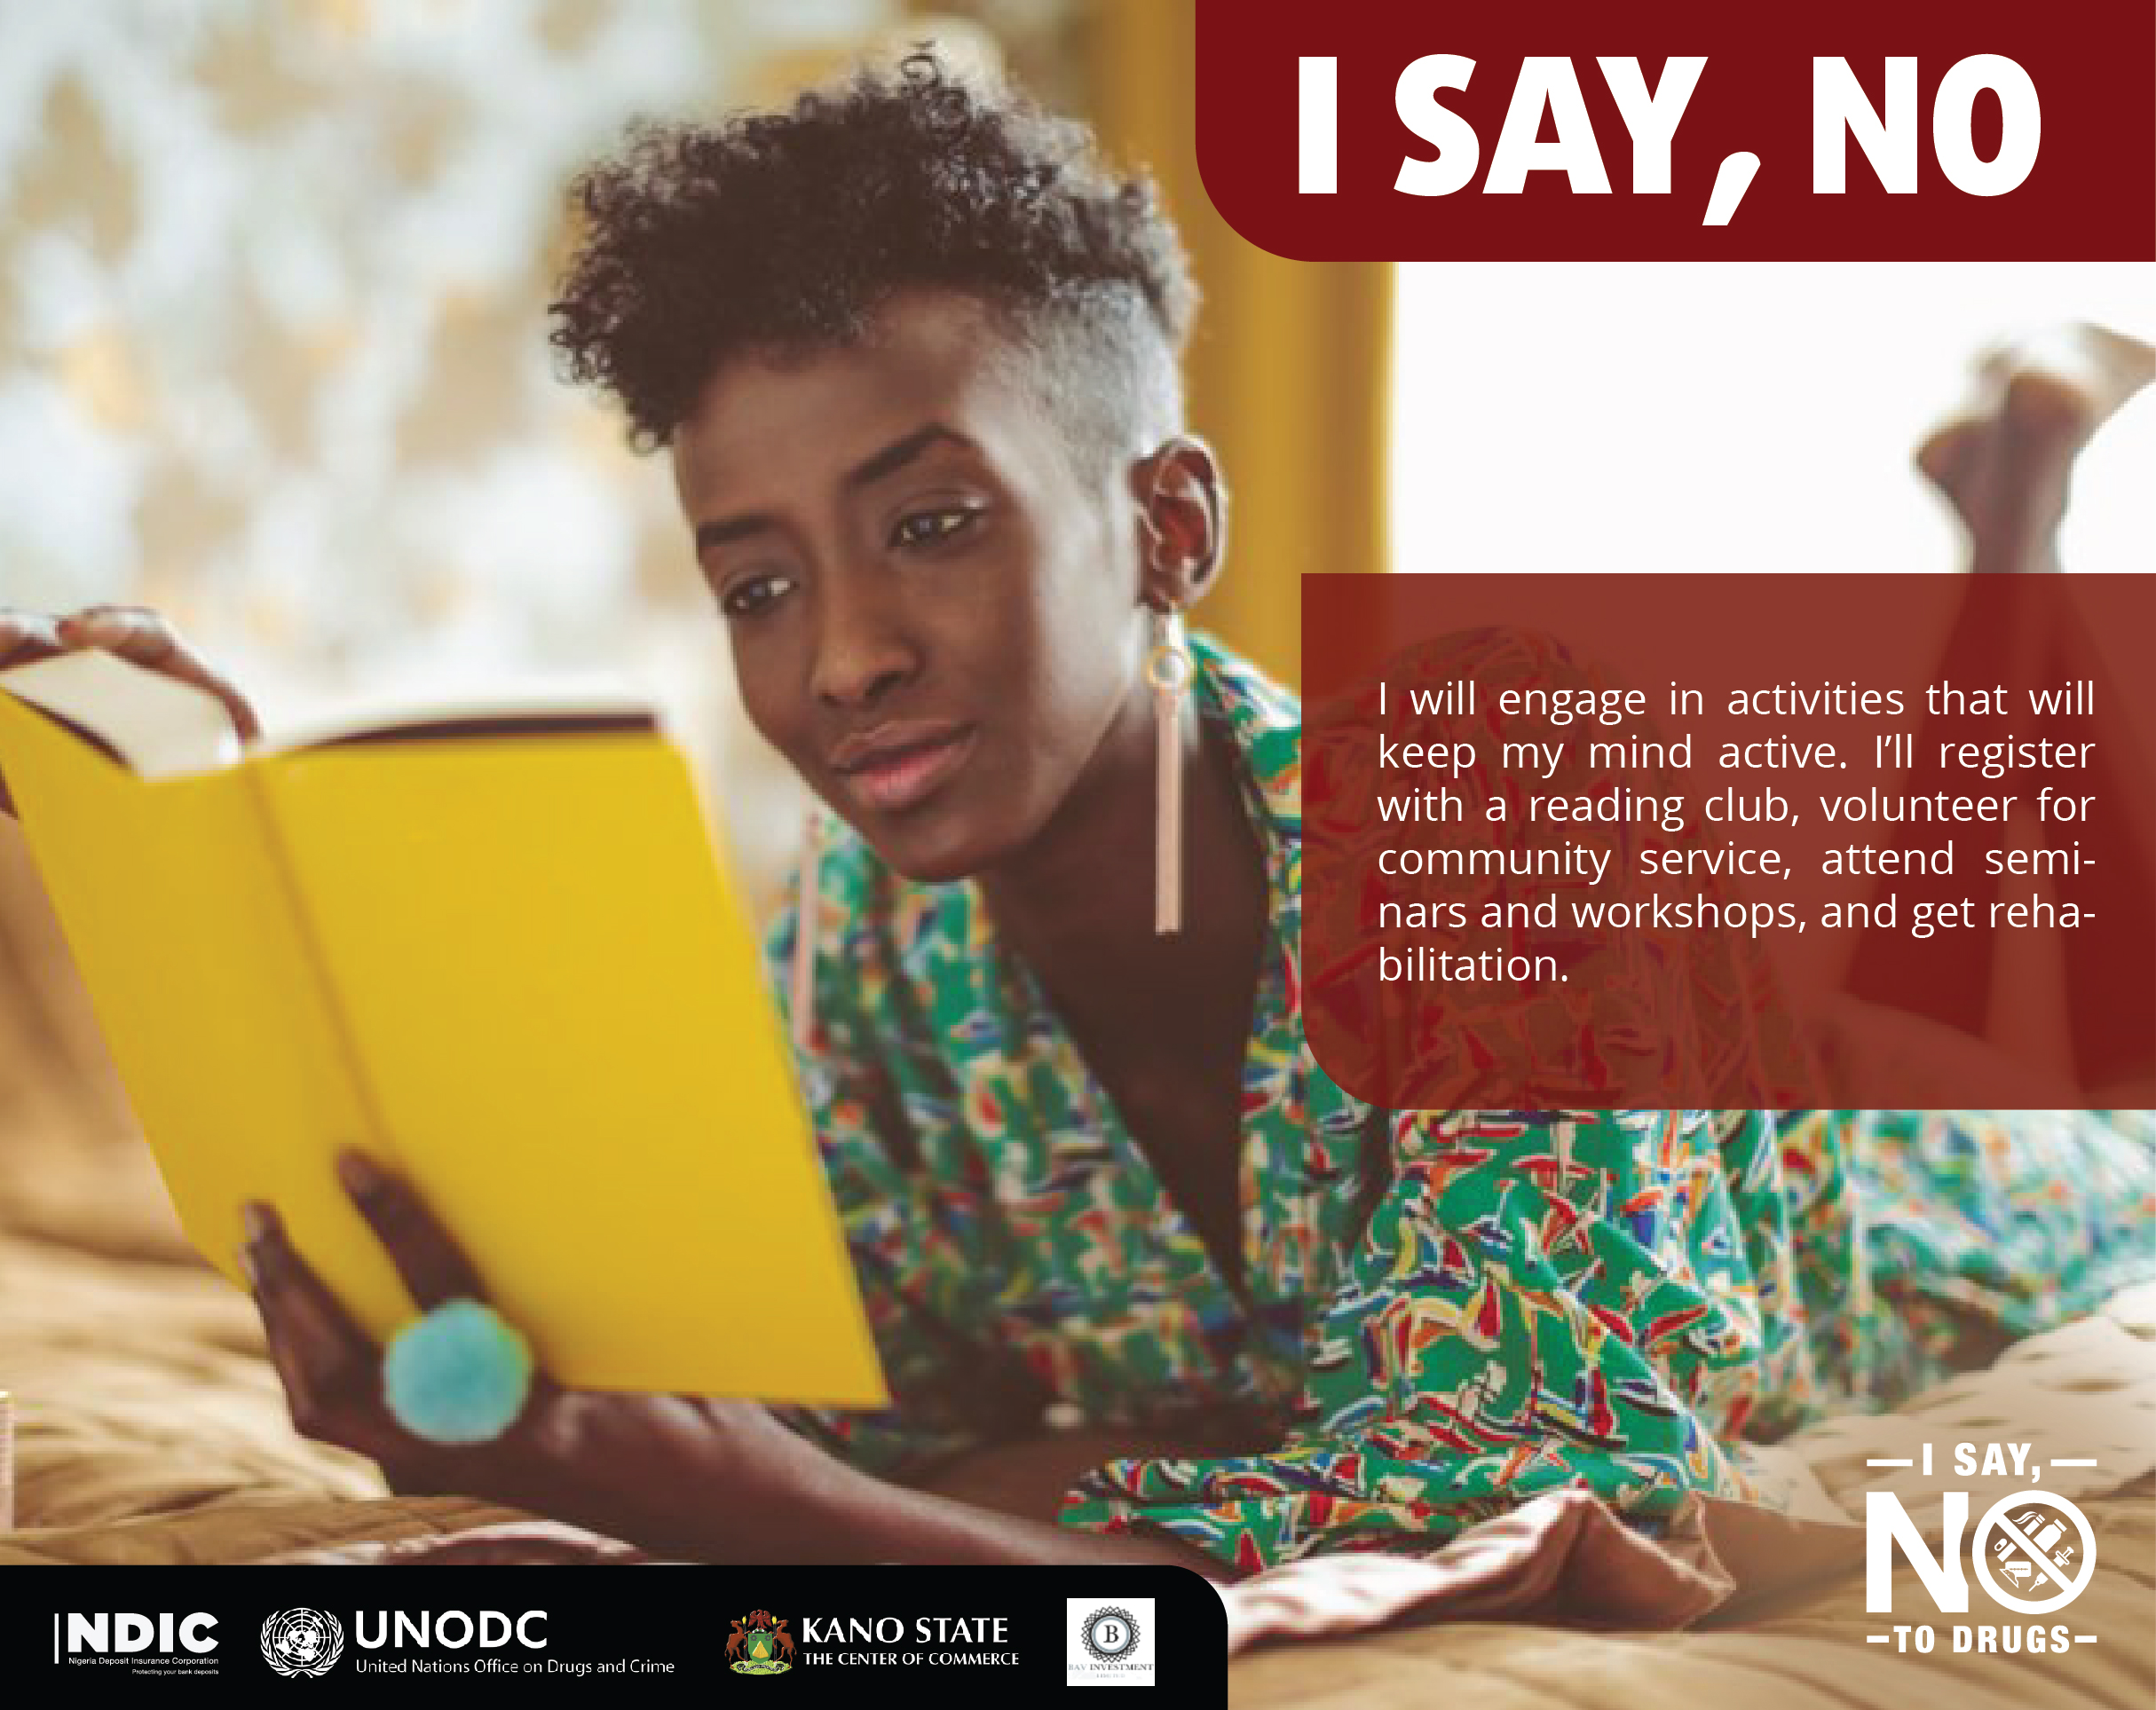 I SAY, NO
I will engage in activities that will
keep my mind active. I’ll register
with a reading club, volunteer for
community service, attend semi-
nars and workshops, and get reha-
bilitation.
— I SAY, —
NO
–TO DRUGS–
NDIC
Nigeria Deposit Insurance Corporation
Protecting your bank deposits
UNODC
United Nations Office on Drugs and Crime
KANO STATE
THE CENTER OF COMMERCE
B
BAV INVESTMENT